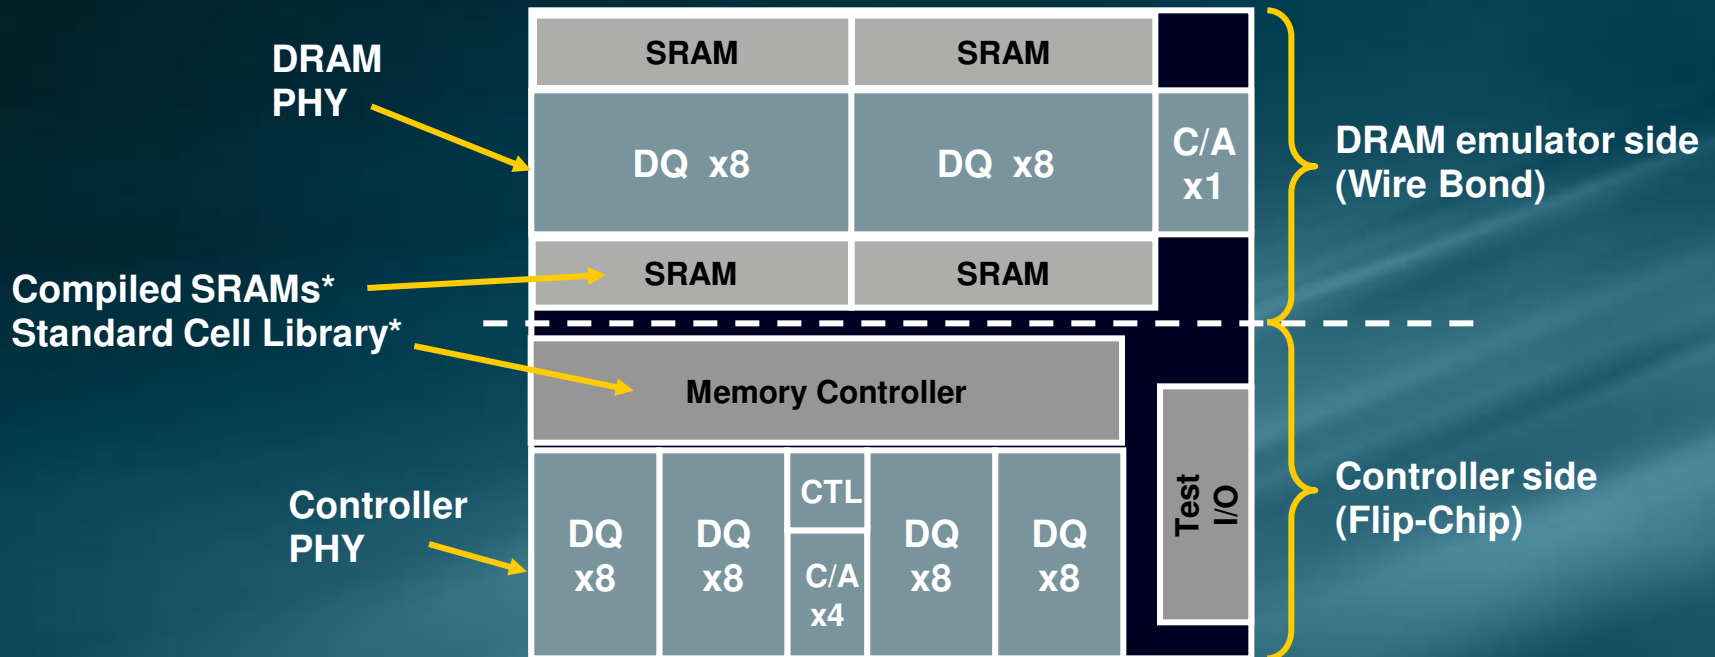 DRAM
PHY
SRAM
SRAM
DQ x8
DQ x8
C/A
x1
DRAM emulator side
(Wire Bond)
SRAM
SRAM
Compiled SRAMs*
Standard Cell Library*
Memory Controller
Controller
PHY
DQ
x8
DQ
x8
CTL
C/A
x4
DQ
x8
DQ
x8
Test
I/O
Controller side
(Flip-Chip)